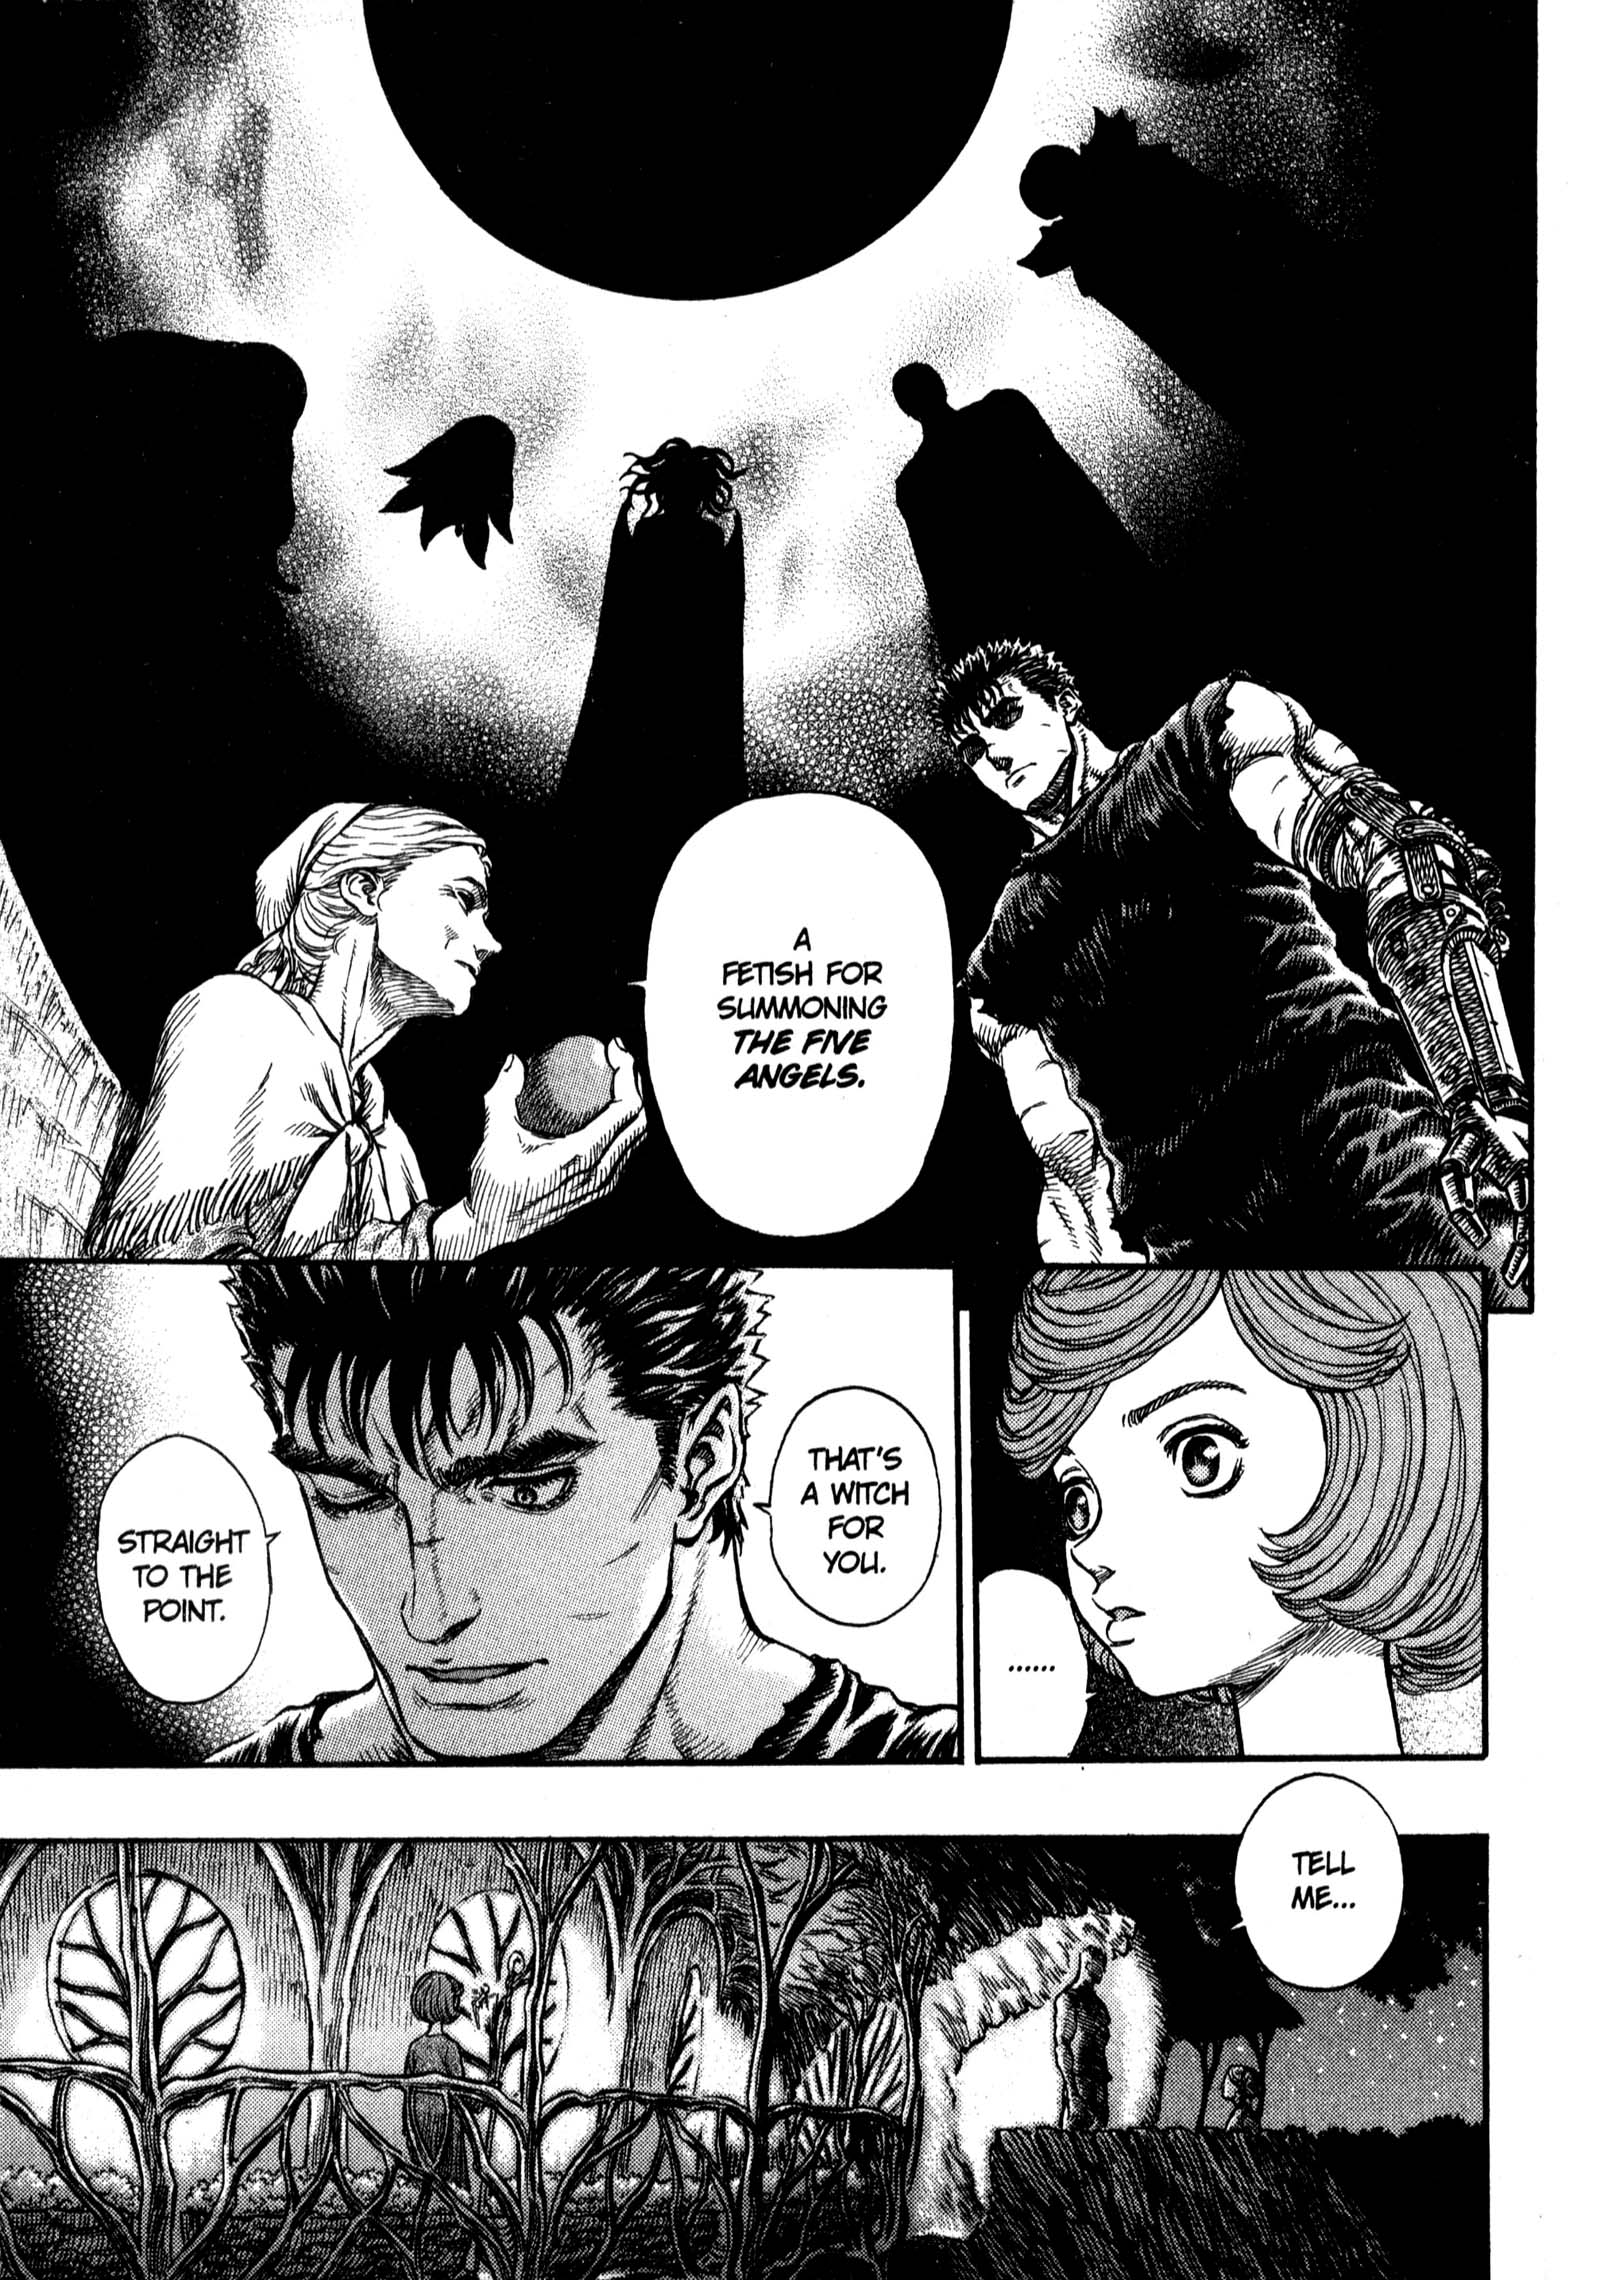 A
FETISH FOR
SUMMONING
THE FIVE
ANGELS.
......
THAT'S
A WITCH
FOR
YOU.
STRAIGHT
TO THE
POINT.
TELL
ME...